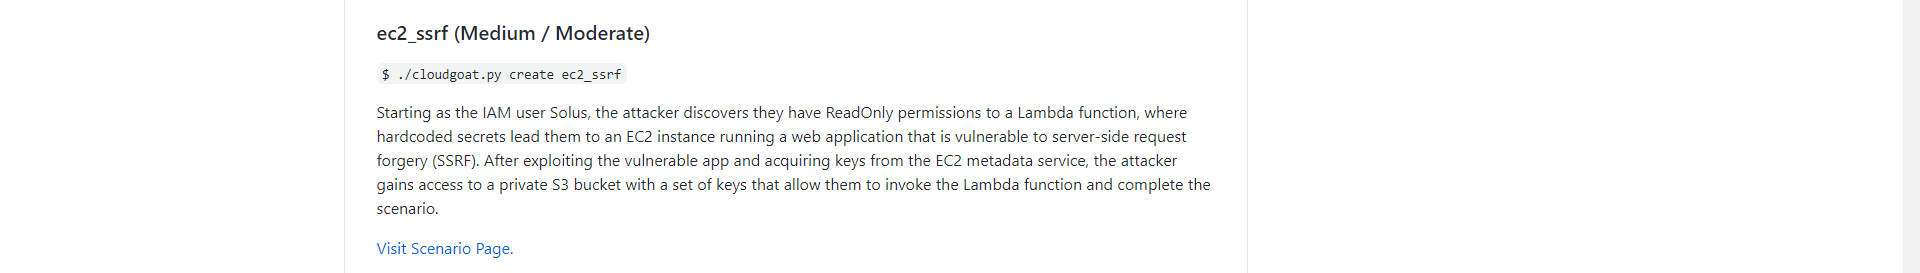 ec2_ssrf (Medium / Moderate)
$ ./cloudgoat.py create ec2_ssrf
Starting as the IAM user Solus, the attacker discovers they have ReadOnly permissions to a Lambda function, where
hardcoded secrets lead them to an EC2 instance running a web application that is vulnerable to server-side request
forgery (SSRF). After exploiting the vulnerable app and acquiring keys from the EC2 metadata service, the attacker
gains access to a private S3 bucket with a set of keys that allow them to invoke the Lambda function and complete the
scenario.
Visit Scenario Page.